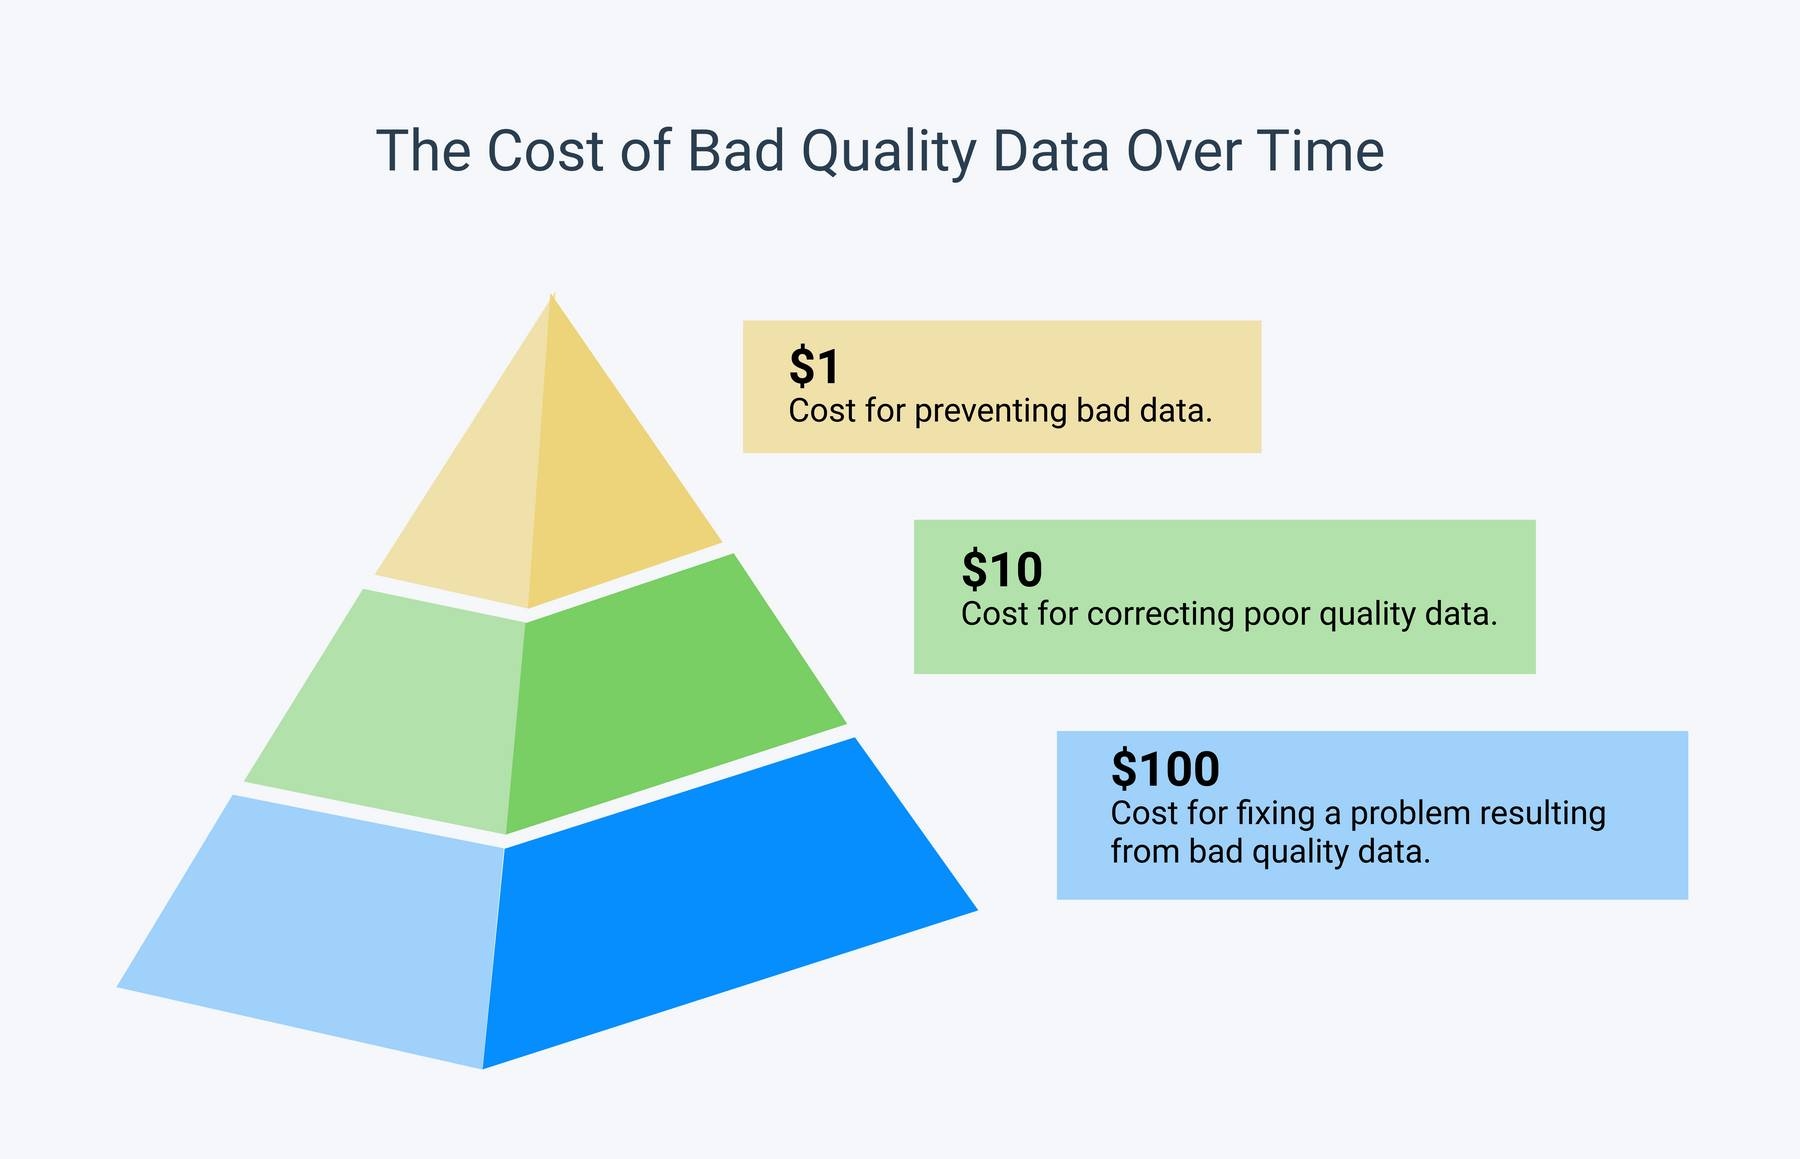 The Cost of Bad Quality Data Over Time
$1
Cost for preventing bad data.
$10
Cost for correcting poor quality data.
$100
Cost for fixing a problem resulting
from bad quality data.